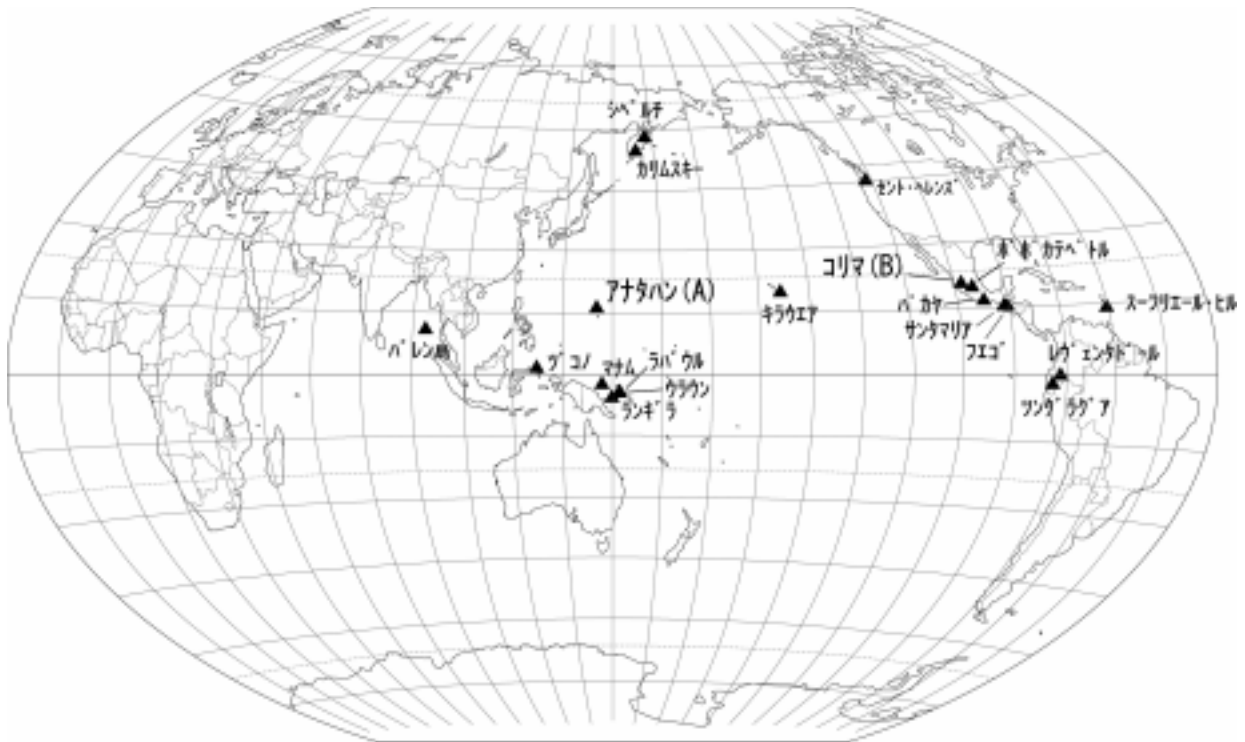 シベルチ
カリムスキー
セント・ヘレンズ
ポポカテペトル
コリマ(B)
アナタハン(A)
キラウエア
パカヤ
スーフリエール・ヒル
サンタマリア
フエゴ
バレン島
ヅコノ
マナム
ラバウル
レヴェンタドール
ウラウン
ランギラ
ツングラグア